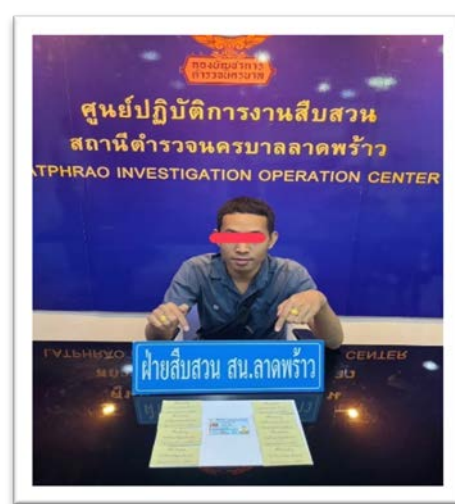 กองบัญชาการ
ตำรวจนครบาล
ศูนย์ปฏิบัติการงานสืบสวน
สถานีตำรวจนครบาลลาดพร้าว
ATPHRAO INVESTIGATION OPERATION CENTER
LATPHRAO
CENTER
ฝ่ายสืบสวน สน.ลาดพร้าว